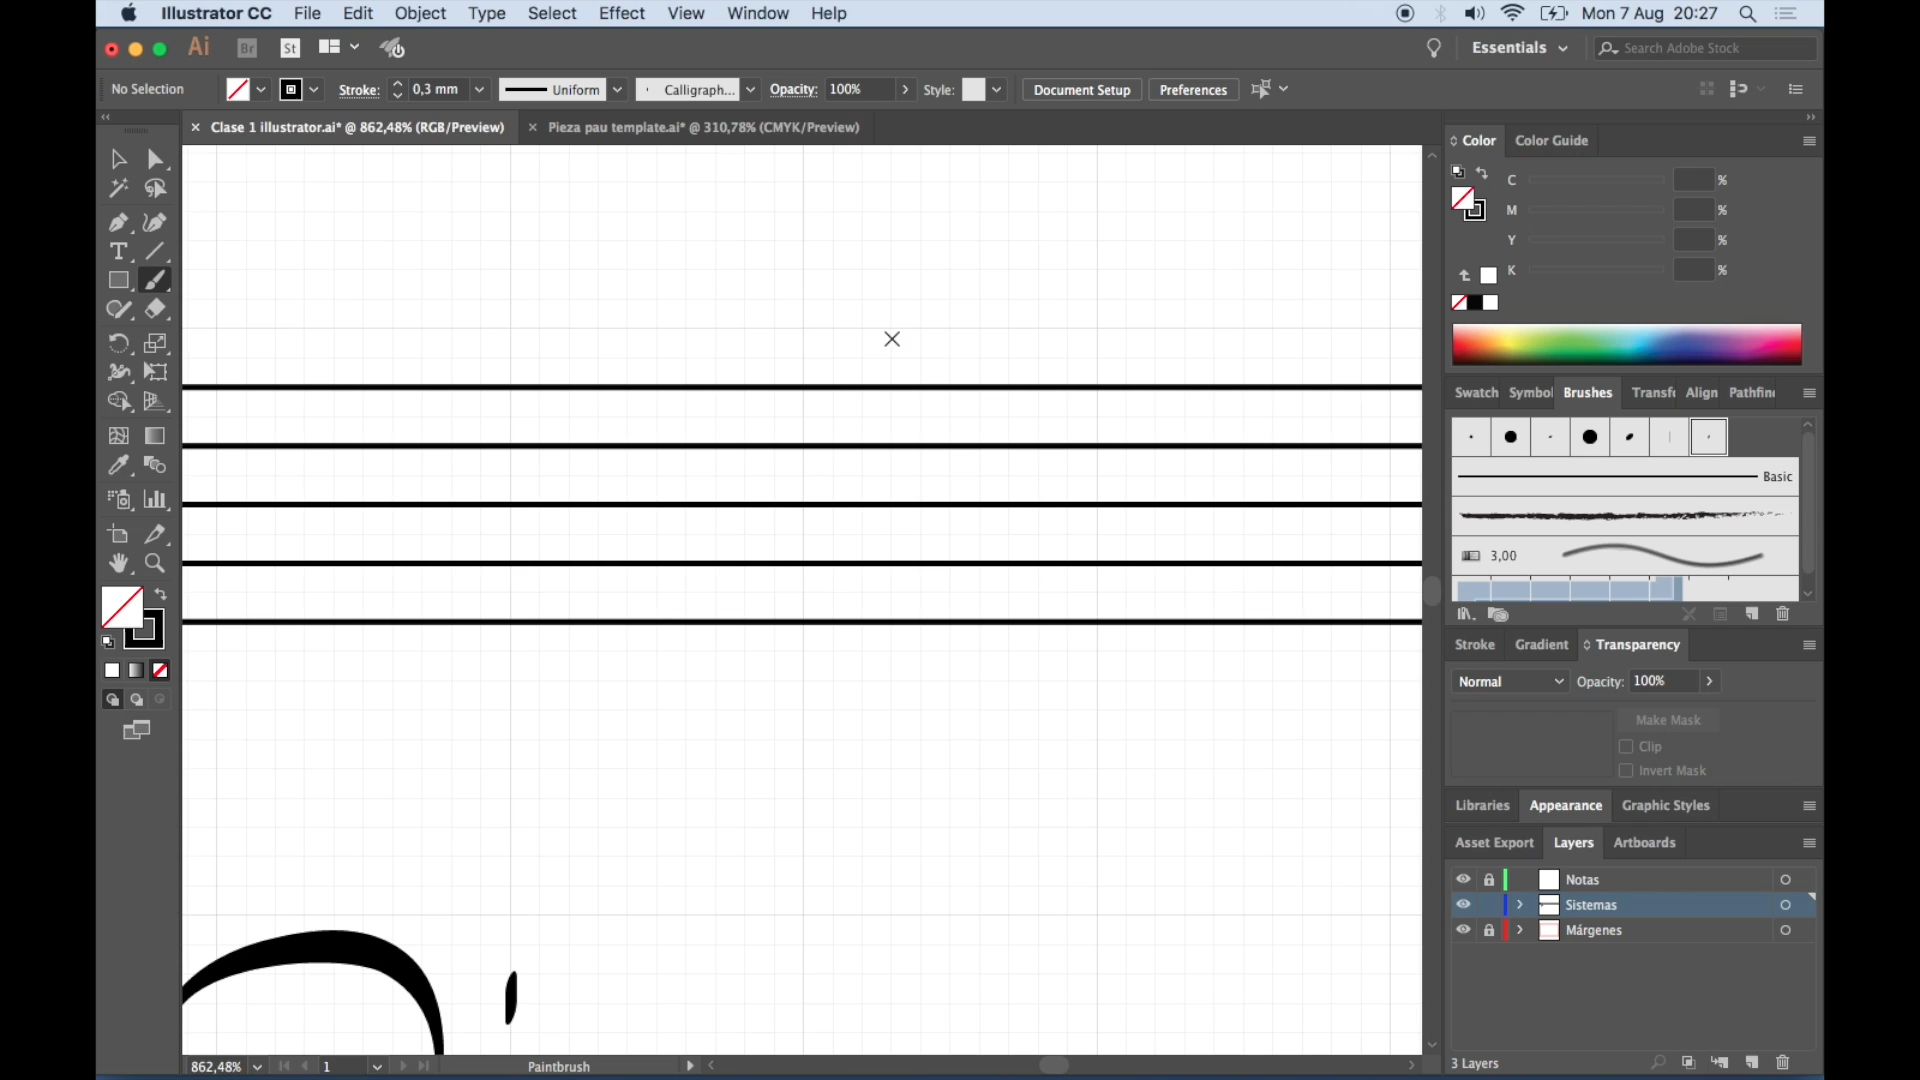 Illustrator CC File Edit Object Type Select Effect View Window Help Mon 7 Aug 20:27
Ai Br St Essentials Search Adobe Stock
No Selection Stroke: 0,3 mm Uniform Calligraph... Opacity: 100% Style: Document Setup Preferences
Clase 1 illustrator.ai* @ 862,48% (RGB/Preview) Pieza pau template.ai* @ 310,78% (CMYK/Preview)
Color Color Guide
C %
M %
Y %
K %
Swatch Symbol Brushes Transf Align Pathfin
Basic
3,00
Stroke Gradient Transparency
Normal Opacity: 100%
Make Mask
Clip
Invert Mask
Libraries Appearance Graphic Styles
Asset Export Layers Artboards
Notas
Sistemas
Márgenes
862,48% 1 Paintbrush
3 Layers